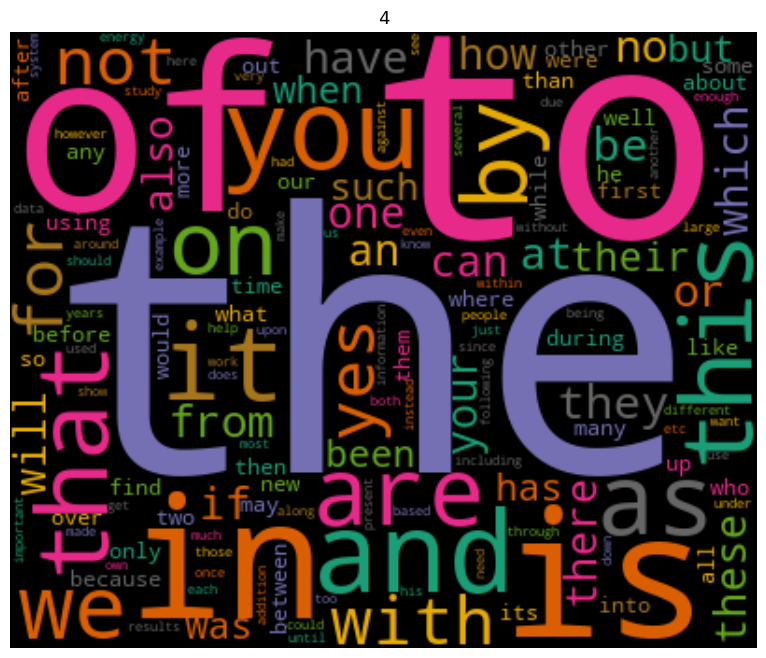 4
after
system
energy
not
here
very
study
out
have
see
how
other
were
no
but
some
about
enough
than
due
when
of
to
you
by
however
any
also
more
had
against
several
be
well
another
he
first
which
while
our
such
data
using
do
one
make
us
even
know
without
large
around
should
example
on
time
an
can
at
their
this
for
the
within
or
years
before
used
so
show
would
what
help
upon
it
work
does
most
from
yes
information
them
both
instead
where
people
just
since
your
following
being
during
like
they
many
different
etc
want
use
that
will
then
been
including
up
find
get
new
if
may
along
are
present
based
has
there
as
who
under
important
over
made
two
much
those
only
own
because
once
each
in
addition
between
and
his
too
need
through
is
down
into
all
these
we
results
was
could
until
with
its